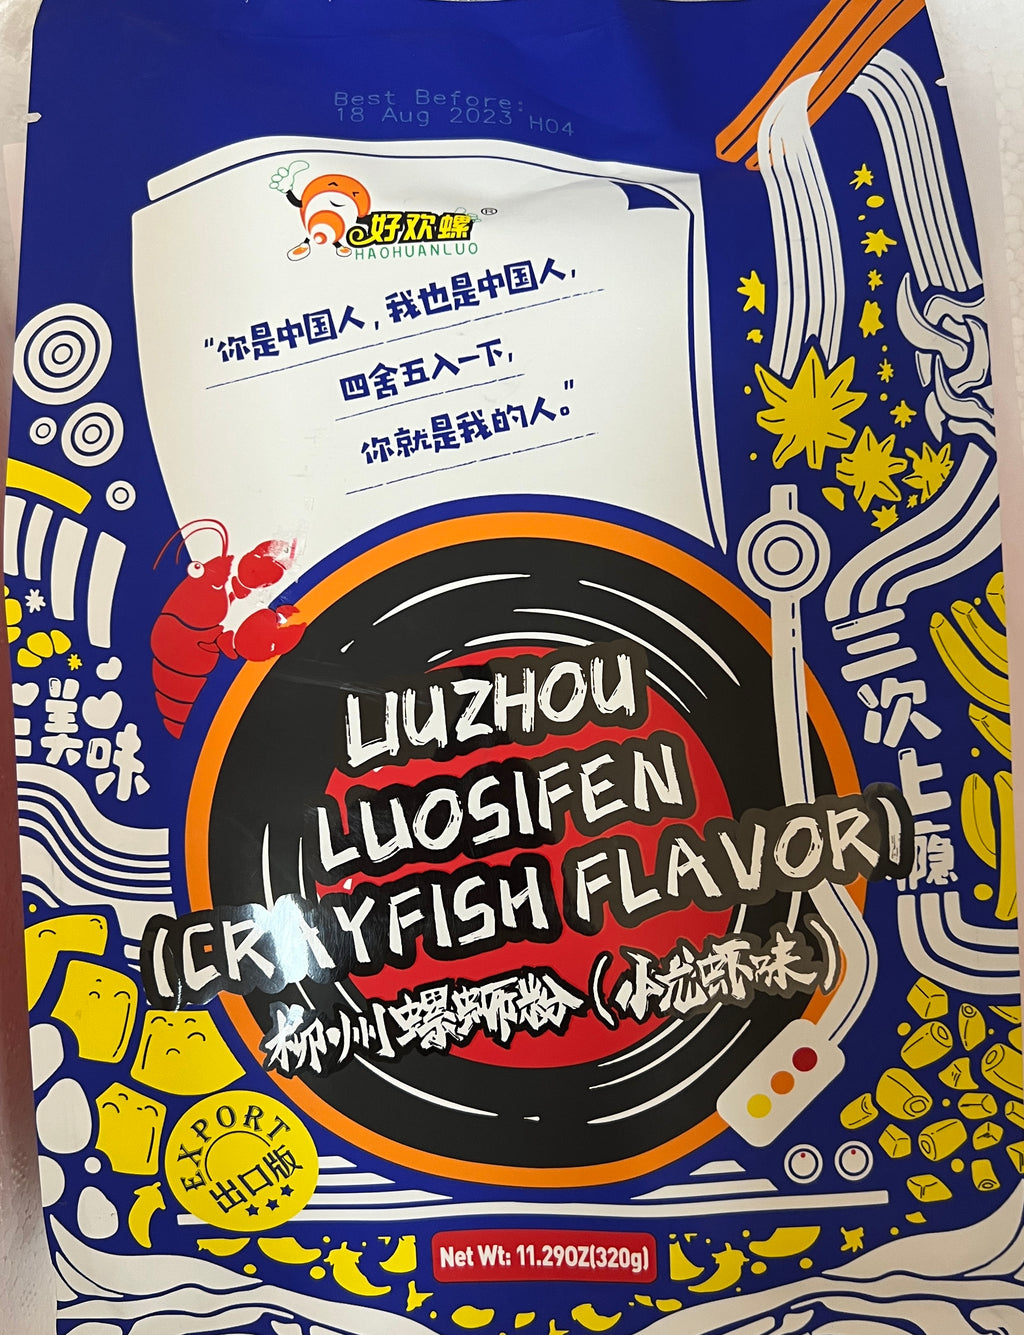 Best Before:
18 Aug 2023 H04
好欢螺®
HAOHUANLUO
“你是中国人,我也是中国人,
四舍五入一下,
你就是我的人。”
美味
一次上瘾
LIUZHOU
LUOSIFEN
(CRAYFISH FLAVOR)
柳州螺蛳粉(小龙虾味)
EXPORT
出口版
Net Wt: 11.29OZ(320g)